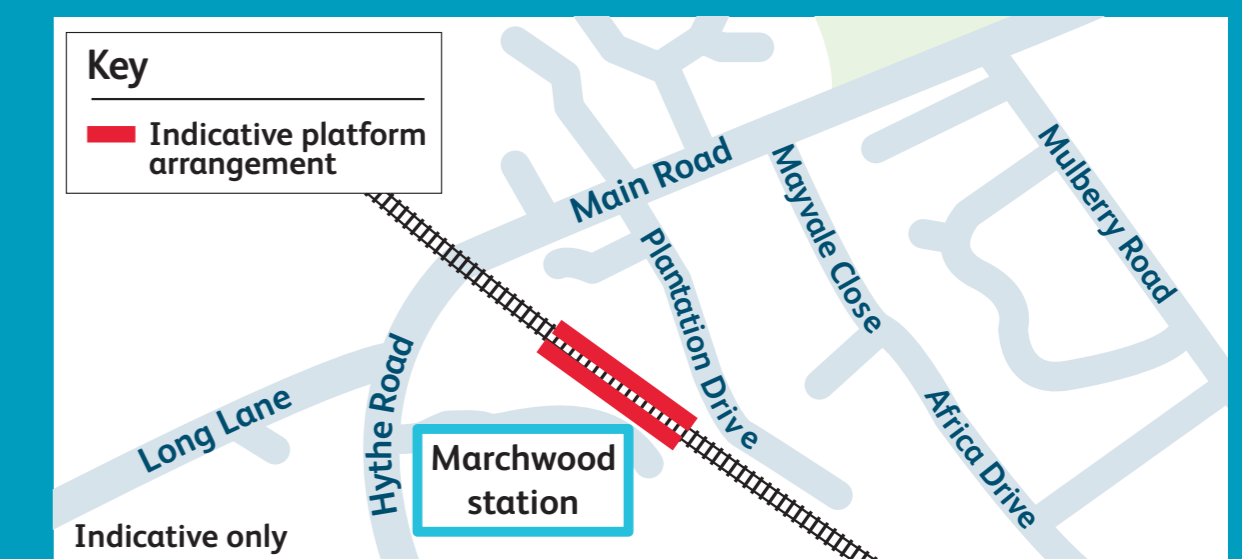 Key
Indicative platform
arrangement
Main Road
Mayvale Close
Mulberry Road
Plantation Drive
Hythe Road
Long Lane
Africa Drive
Marchwood
station
Indicative only